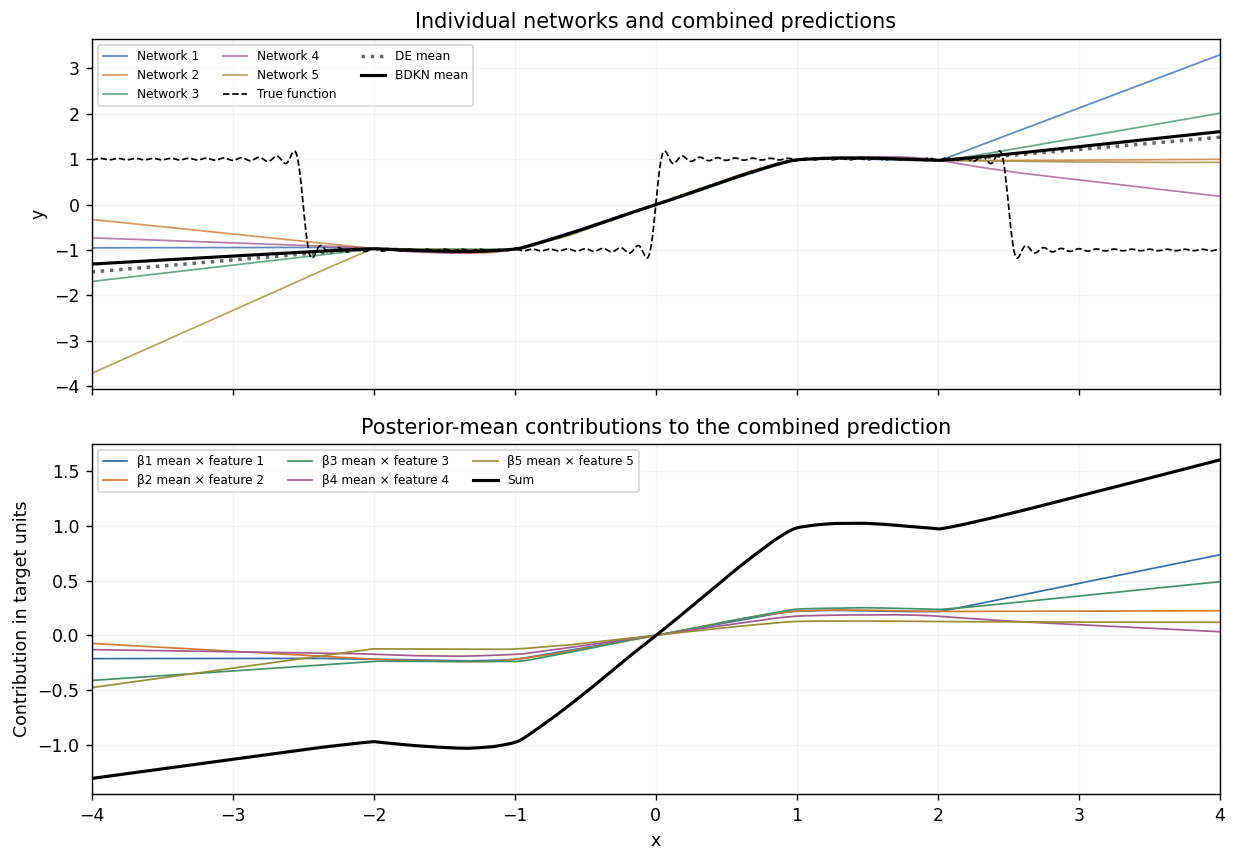 Individual networks and combined predictions
Network 1
Network 2
Network 3
Network 4
Network 5
True function
DE mean
BDKN mean
y
3
2
1
0
−1
−2
−3
−4
Posterior-mean contributions to the combined prediction
β1 mean × feature 1
β2 mean × feature 2
β3 mean × feature 3
β4 mean × feature 4
β5 mean × feature 5
Sum
Contribution in target units
1.5
1.0
0.5
0.0
−0.5
−1.0
−4 −3 −2 −1 0 1 2 3 4
x